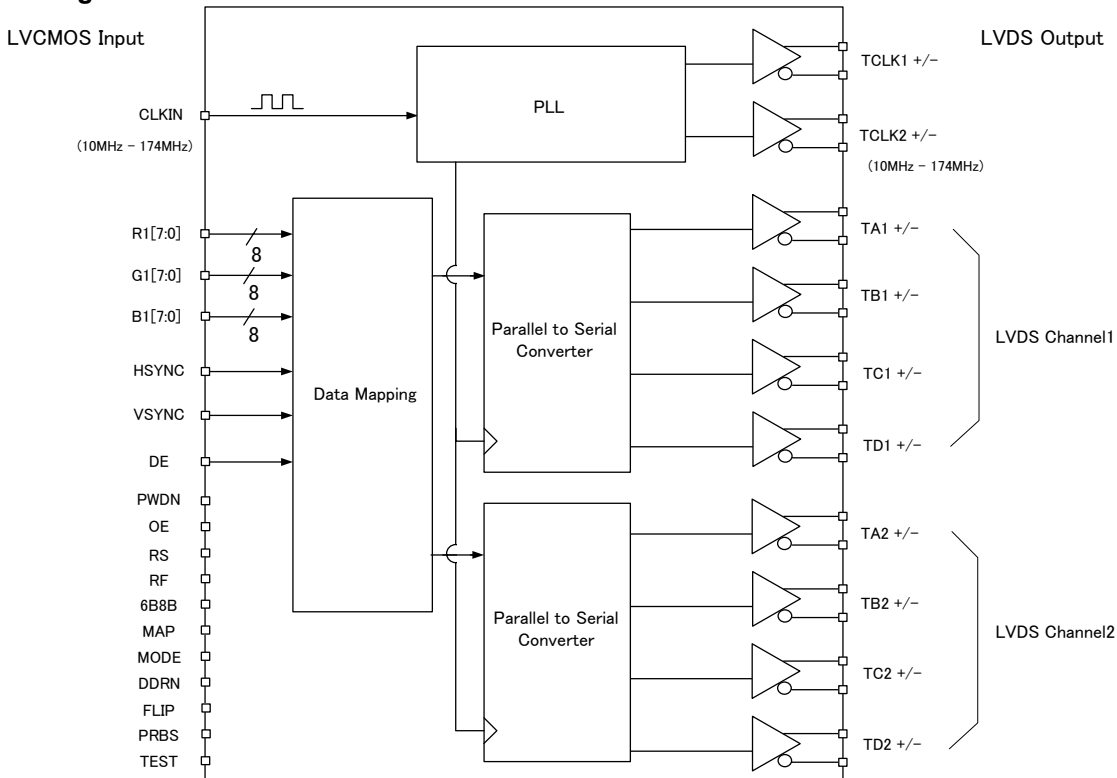 LVCMOS Input
LVDS Output
CLKIN
(10MHz - 174MHz)
PLL
TCLK1 +/-
TCLK2 +/-
(10MHz - 174MHz)
R1[7:0]
8
G1[7:0]
8
B1[7:0]
8
HSYNC
VSYNC
DE
Data Mapping
Parallel to Serial
Converter
TA1 +/-
TB1 +/-
TC1 +/-
TD1 +/-
LVDS Channel1
PWDN
OE
RS
RF
6B8B
MAP
MODE
DDRN
FLIP
PRBS
TEST
Parallel to Serial
Converter
TA2 +/-
TB2 +/-
TC2 +/-
TD2 +/-
LVDS Channel2